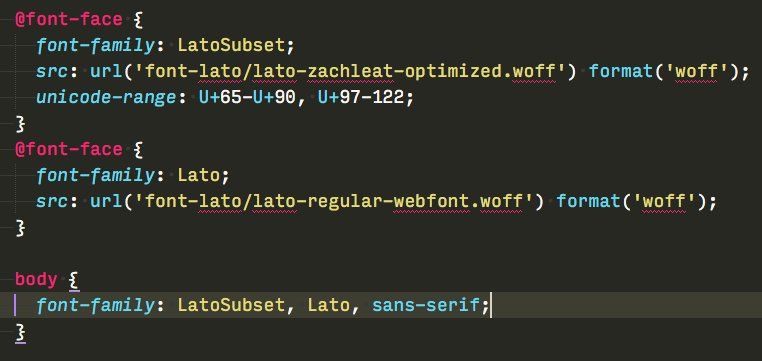 @font-face {
font-family: LatoSubset;
src: url('font-lato/lato-zachleat-optimized.woff') format('woff');
unicode-range: U+65-U+90, U+97-122;
}
@font-face {
font-family: Lato;
src: url('font-lato/lato-regular-webfont.woff') format('woff');
}
body {
font-family: LatoSubset, Lato, sans-serif;
}